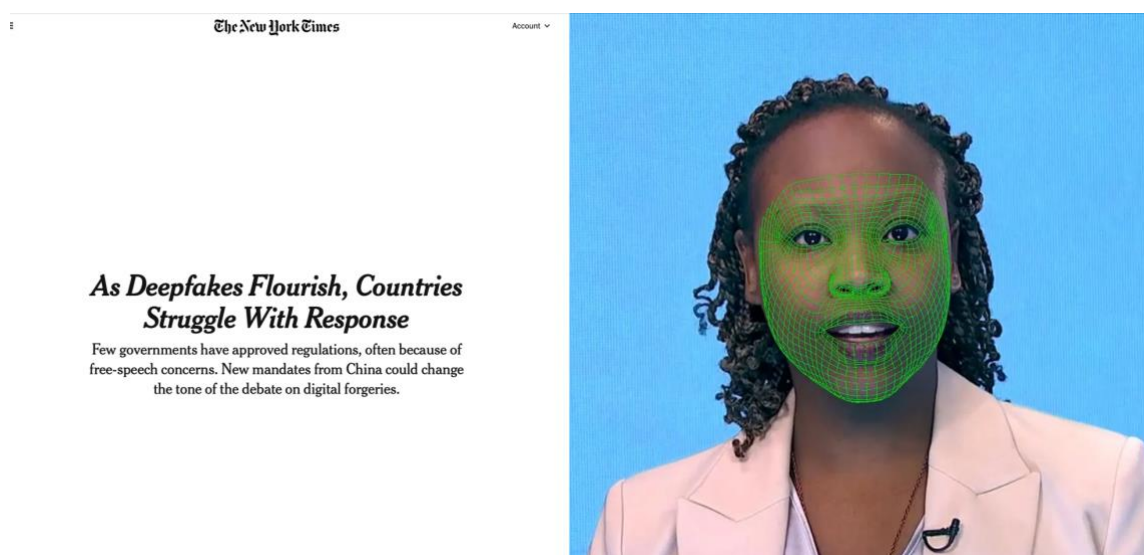 The New York Times
Account
As Deepfakes Flourish, Countries
Struggle With Response
Few governments have approved regulations, often because of
free-speech concerns. New mandates from China could change
the tone of the debate on digital forgeries.